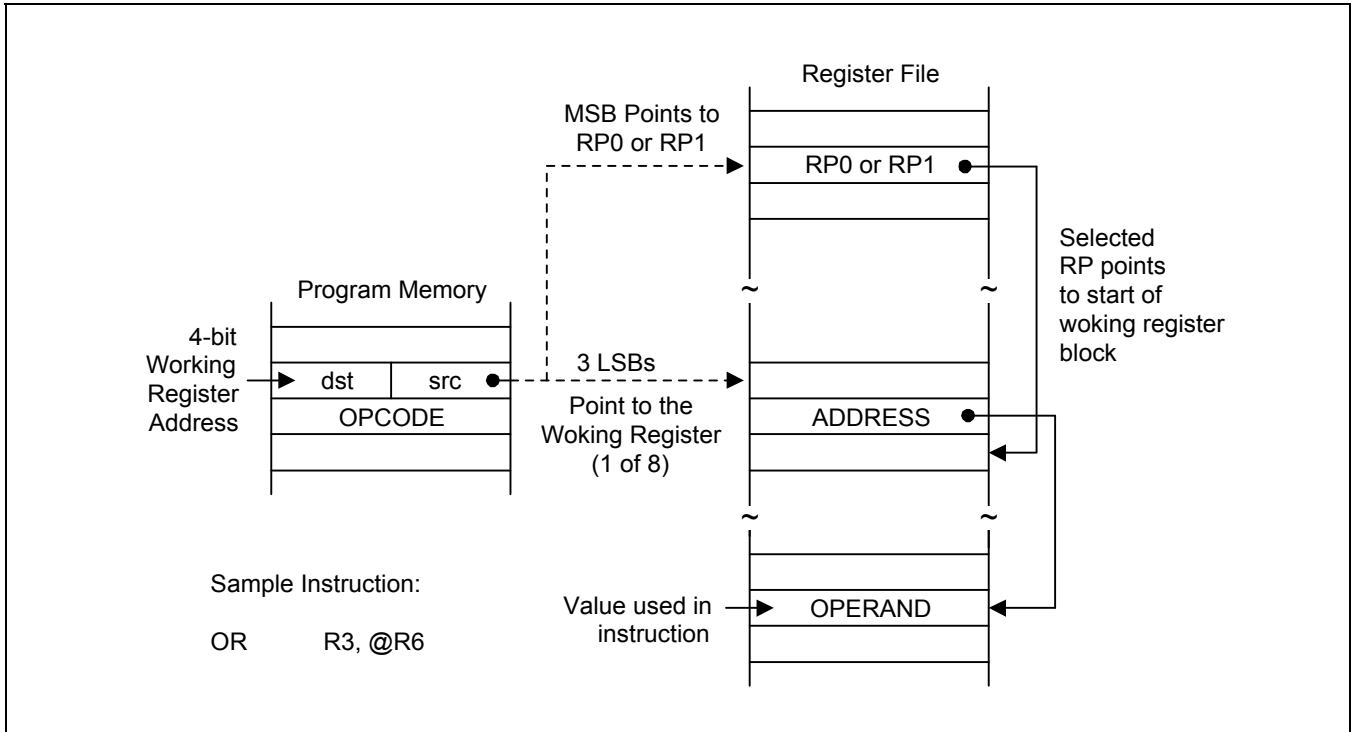 Register File
MSB Points to
RP0 or RP1
RP0 or RP1
Selected
RP points
to start of
woking register
block
Program Memory
4-bit
Working
Register
Address
dst src
OPCODE
3 LSBs
Point to the
Woking Register
(1 of 8)
ADDRESS
~ ~
~ ~
Sample Instruction:
OR R3, @R6
Value used in
instruction
OPERAND